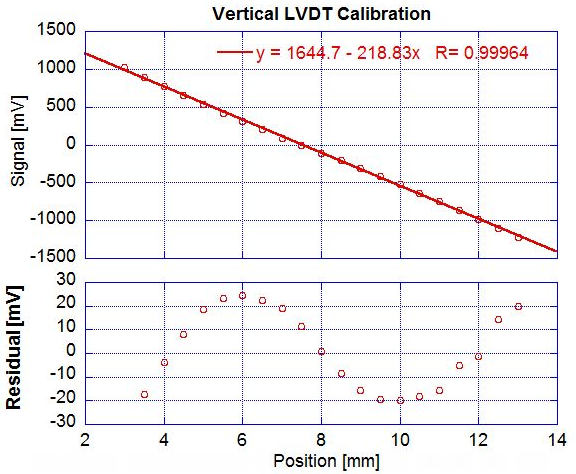 Vertical LVDT Calibration
y = 1644.7 - 218.83x R= 0.99964
Signal [mV]
1500
1000
500
0
-500
-1000
-1500
Residual [mV]
30
20
10
0
-10
-20
-30
2 4 6 8 10 12 14
Position [mm]